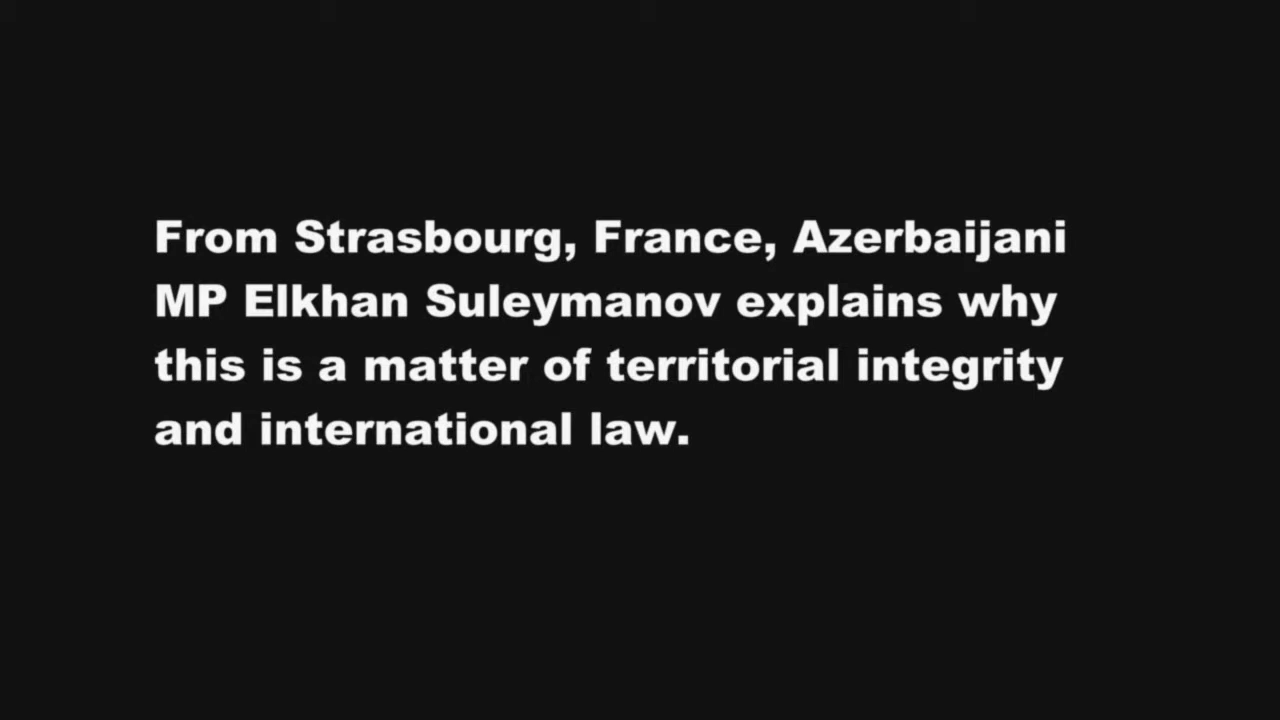 From Strasbourg, France, Azerbaijani
MP Elkhan Suleymanov explains why
this is a matter of territorial integrity
and international law.